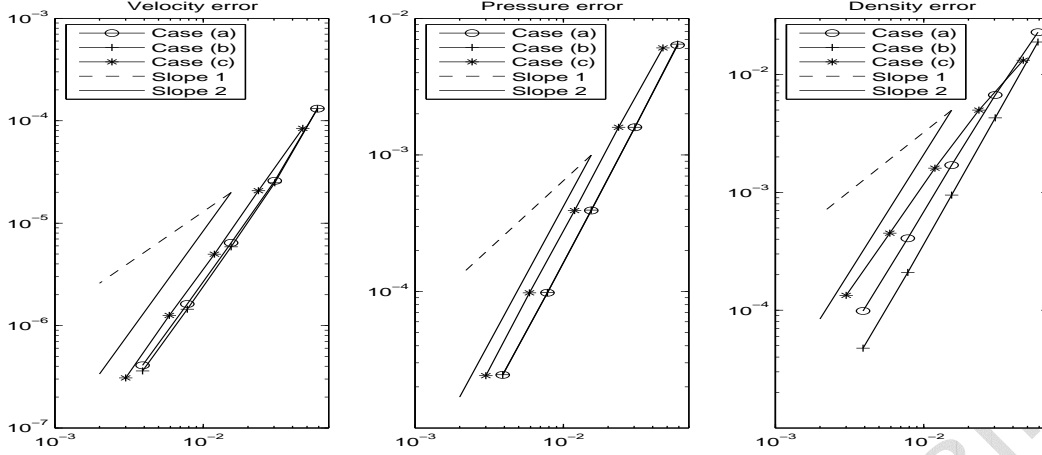 Velocity error
10^-3
10^-4
10^-5
10^-6
10^-7
10^-3
10^-2
Case (a)
Case (b)
Case (c)
Slope 1
Slope 2
Pressure error
10^-2
10^-3
10^-4
10^-3
10^-2
Case (a)
Case (b)
Case (c)
Slope 1
Slope 2
Density error
10^-2
10^-3
10^-4
10^-3
10^-2
Case (a)
Case (b)
Case (c)
Slope 1
Slope 2